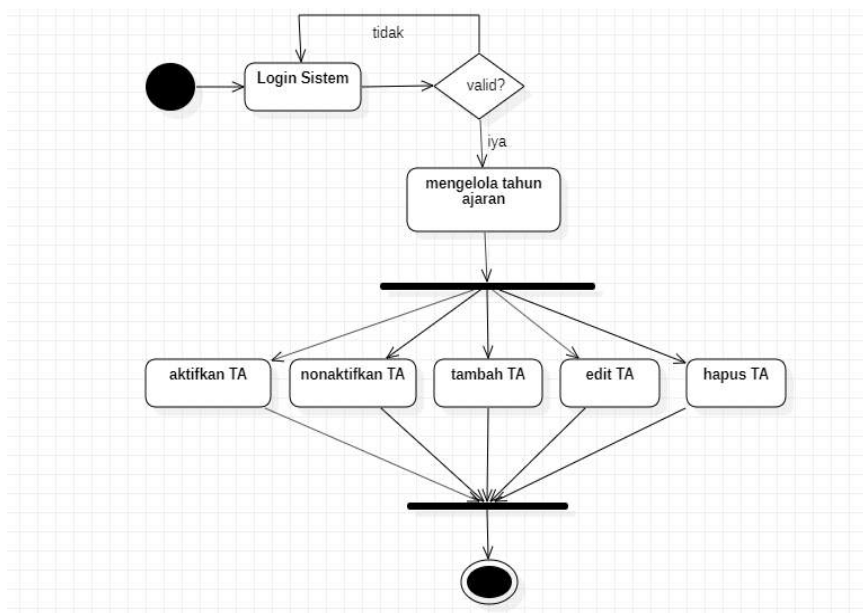 tidak
Login Sistem
valid?
iya
mengelola tahun
ajaran
aktifkan TA
nonaktifkan TA
tambah TA
edit TA
hapus TA